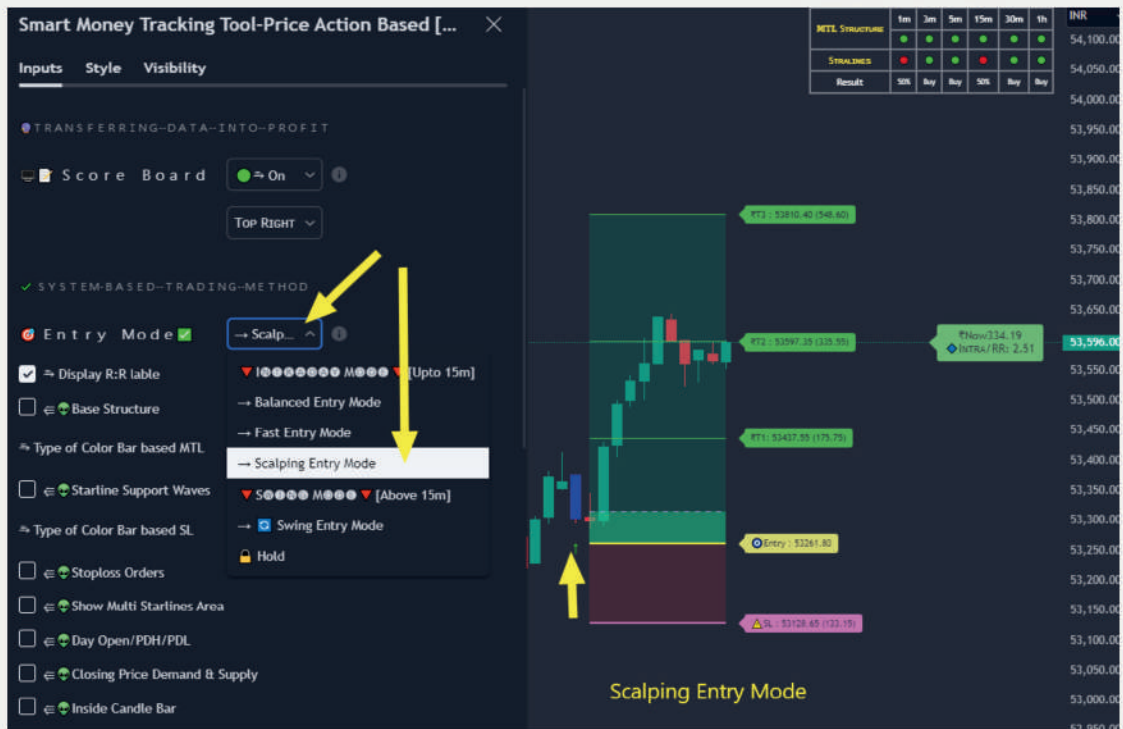 Smart Money Tracking Tool-Price Action Based [...
Inputs Style Visibility
TRANSFERRING--DATA--INTO--PROFIT
Score Board
On
TOP RIGHT
SYSTEM-BASED--TRADING--METHOD
Entry Mode
→ Scalp...
Display R:R lable
Base Structure
Type of Color Bar based MTL
Starline Support Waves
Type of Color Bar based SL
Stoploss Orders
Show Multi Starlines Area
Day Open/PDH/PDL
Closing Price Demand & Supply
Inside Candle Bar
INTRADAY MODE [Upto 15m]
→ Balanced Entry Mode
→ Fast Entry Mode
→ Scalping Entry Mode
SWING MODE [Above 15m]
→ Swing Entry Mode
Hold
MTL STRUCTURE 1m 3m 5m 15m 30m 1h
STRALINES
Result 50% Buy Buy 50% Buy Buy
₹T3 : 53810.40 (548.60)
₹T2 : 53597.35 (335.55)
₹Now334.19
INTRA/RR: 2.51
₹T1: 53437.55 (175.75)
Entry : 53261.80
SL : 53128.65 (133.15)
Scalping Entry Mode
INR
54,100.00
54,050.00
54,000.00
53,950.00
53,900.00
53,850.00
53,800.00
53,750.00
53,700.00
53,650.00
53,596.00
53,550.00
53,500.00
53,450.00
53,400.00
53,350.00
53,300.00
53,250.00
53,200.00
53,150.00
53,100.00
53,050.00
53,000.00
52,950.00